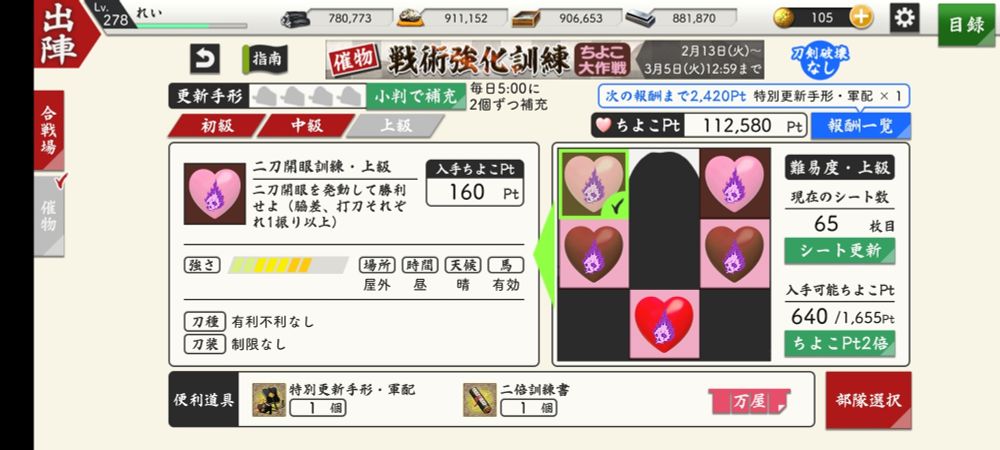 出陣
Lv.
278
れい
780,773
911,152
906,653
881,870
105
目録
指南
催物
戦術強化訓練
ちよこ
大作戦
2月13日(火)~
3月5日(火)12:59まで
刀剣破壊
なし
更新手形
小判で補充
毎日5:00に
2個ずつ補充
次の報酬まで2,420Pt 特別更新手形・軍配 × 1
初級
中級
上級
ちよこPt
112,580 Pt
報酬一覧
合戦場
催物
二刀開眼訓練・上級
二刀開眼を発動して勝利
せよ(脇差、打刀それぞ
れ1振り以上)
入手ちよこPt
160 Pt
強さ
場所
時間
天候
馬
屋外
昼
晴
有効
刀種 有利不利なし
刀装 制限なし
難易度・上級
現在のシート数
65 枚目
シート更新
入手可能ちよこPt
640 /1,655Pt
ちよこPt2倍
便利道具
特別更新手形・軍配
1 個
二倍訓練書
1 個
万屋
部隊選択